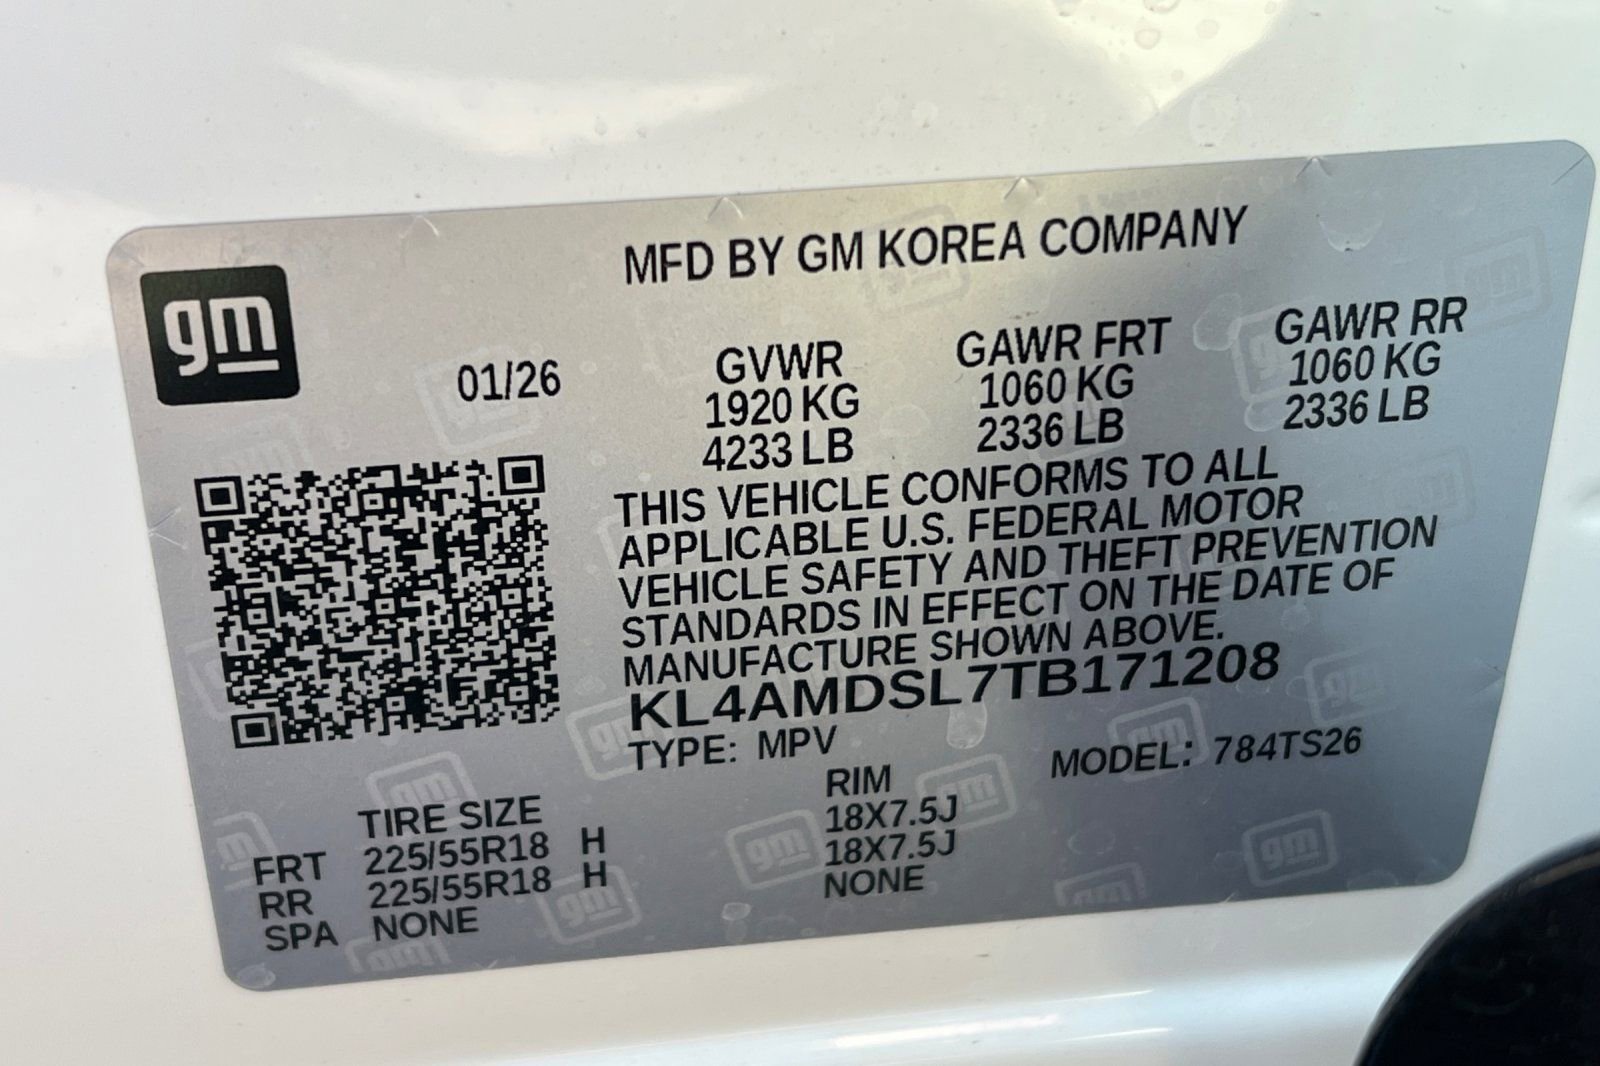 MFD BY GM KOREA COMPANY
gm
01/26
GVWR GAWR FRT GAWR RR
1920 KG 1060 KG 1060 KG
4233 LB 2336 LB 2336 LB
THIS VEHICLE CONFORMS TO ALL
APPLICABLE U.S. FEDERAL MOTOR
VEHICLE SAFETY AND THEFT PREVENTION
STANDARDS IN EFFECT ON THE DATE OF
MANUFACTURE SHOWN ABOVE.
KL4AMDSL7TB171208
TYPE: MPV MODEL: 784TS26
TIRE SIZE RIM
FRT 225/55R18 H 18X7.5J
RR 225/55R18 H 18X7.5J
SPA NONE NONE